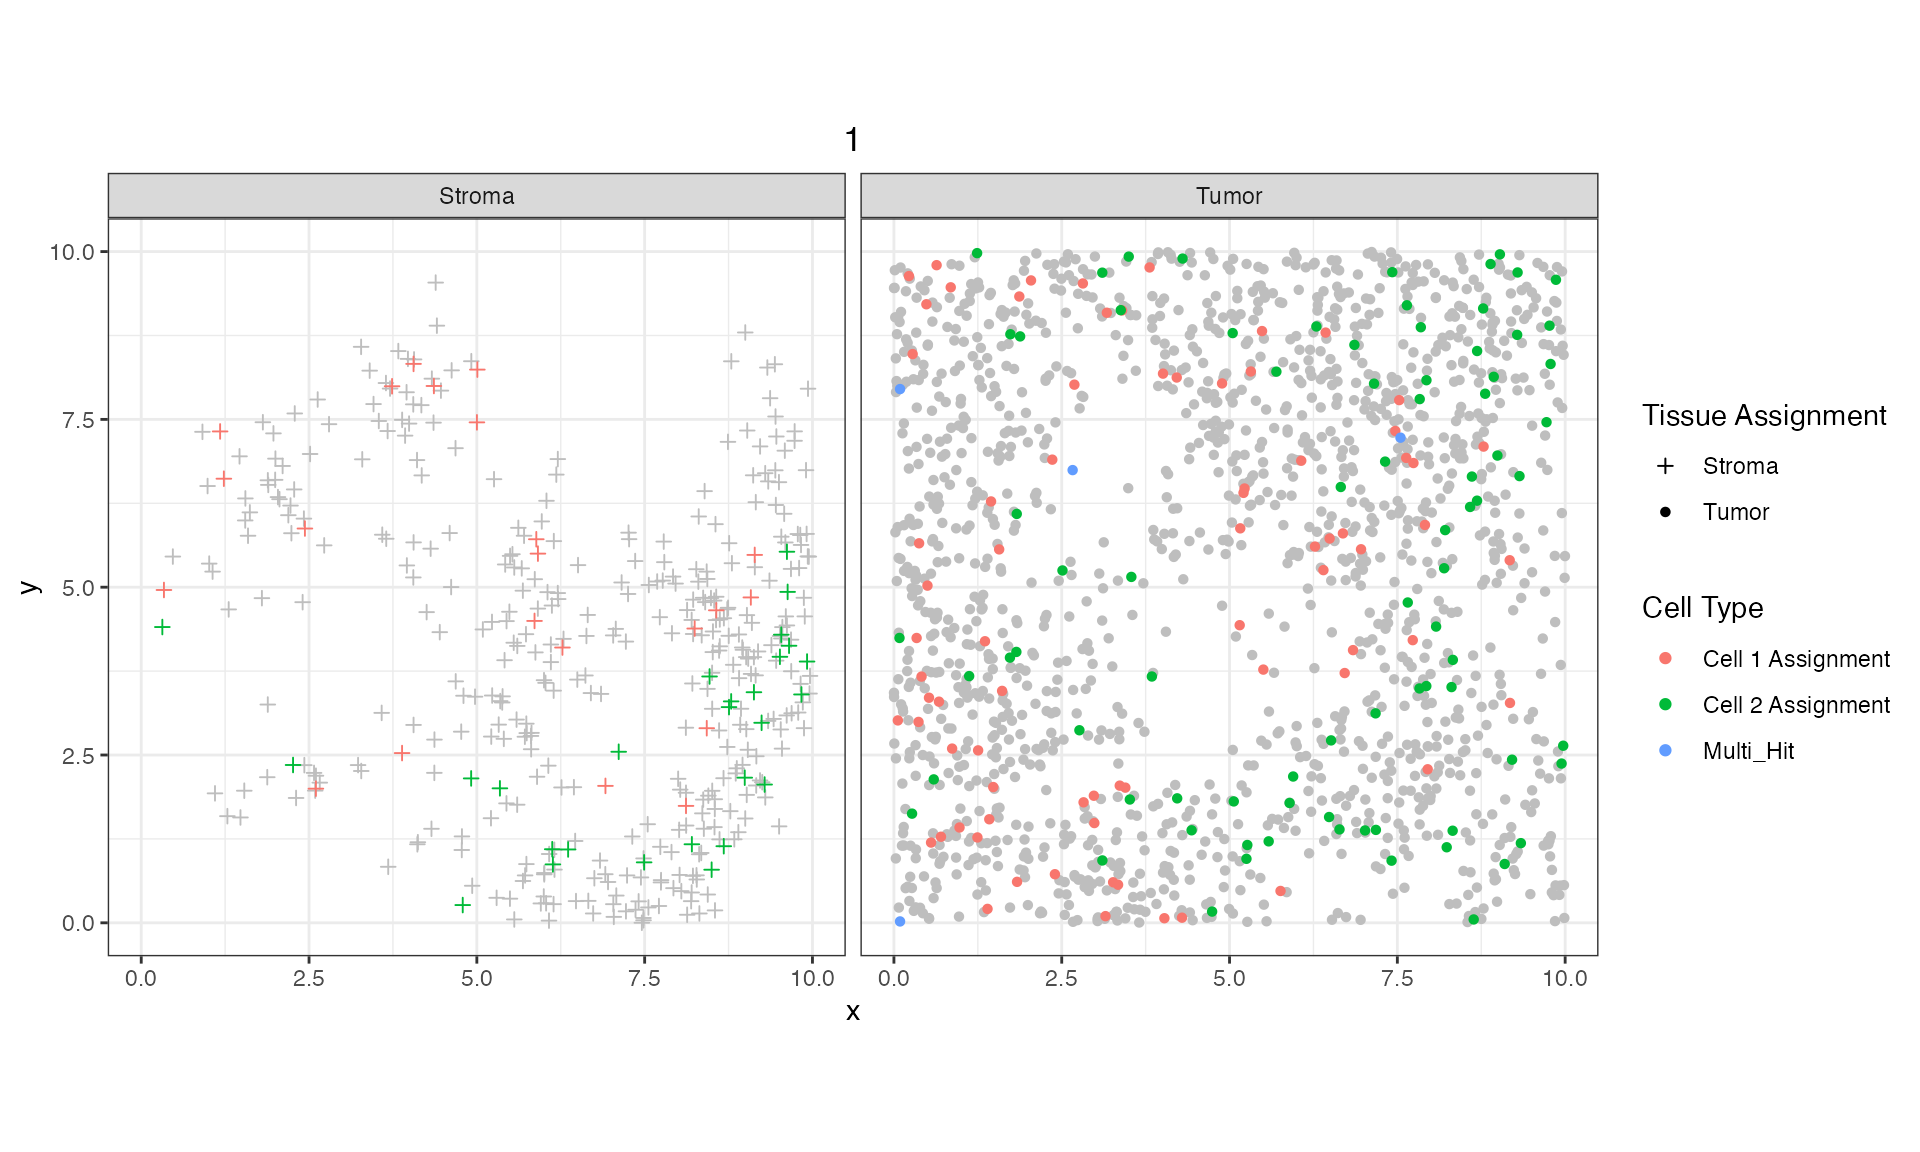 1
Stroma
Tumor
10.0
7.5
5.0
2.5
0.0
y
0.0 2.5 5.0 7.5 10.0
0.0 2.5 5.0 7.5 10.0
x
Tissue Assignment
Stroma
Tumor
Cell Type
Cell 1 Assignment
Cell 2 Assignment
Multi_Hit